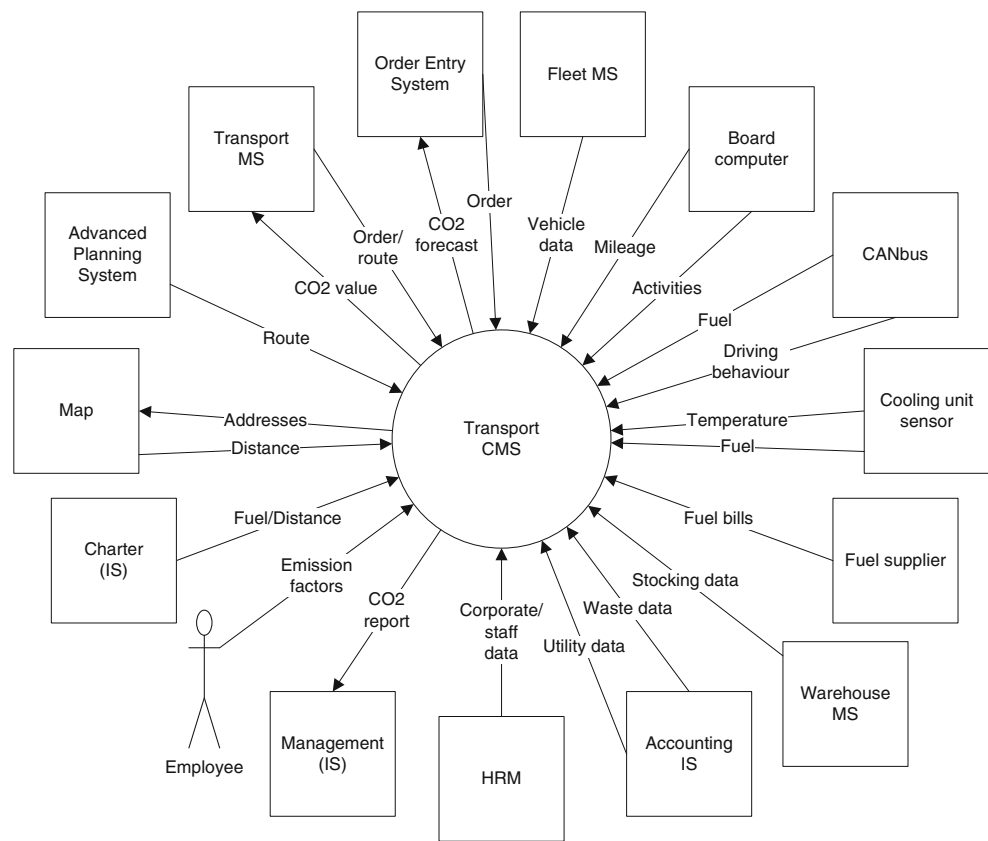 Order Entry
System
Fleet MS
Transport
MS
Board
computer
Advanced
Planning
System
CANbus
Order/
route
CO2
forecast
Order
Vehicle
data
Mileage
Activities
CO2 value
Fuel
Route
Driving
behaviour
Map
Addresses
Distance
Transport
CMS
Temperature
Fuel
Cooling unit
sensor
Charter
(IS)
Fuel/Distance
Fuel bills
Fuel supplier
Emission
factors
CO2
report
Corporate/
staff
data
Utility data
Waste data
Stocking data
Warehouse
MS
Employee
Management
(IS)
HRM
Accounting
IS